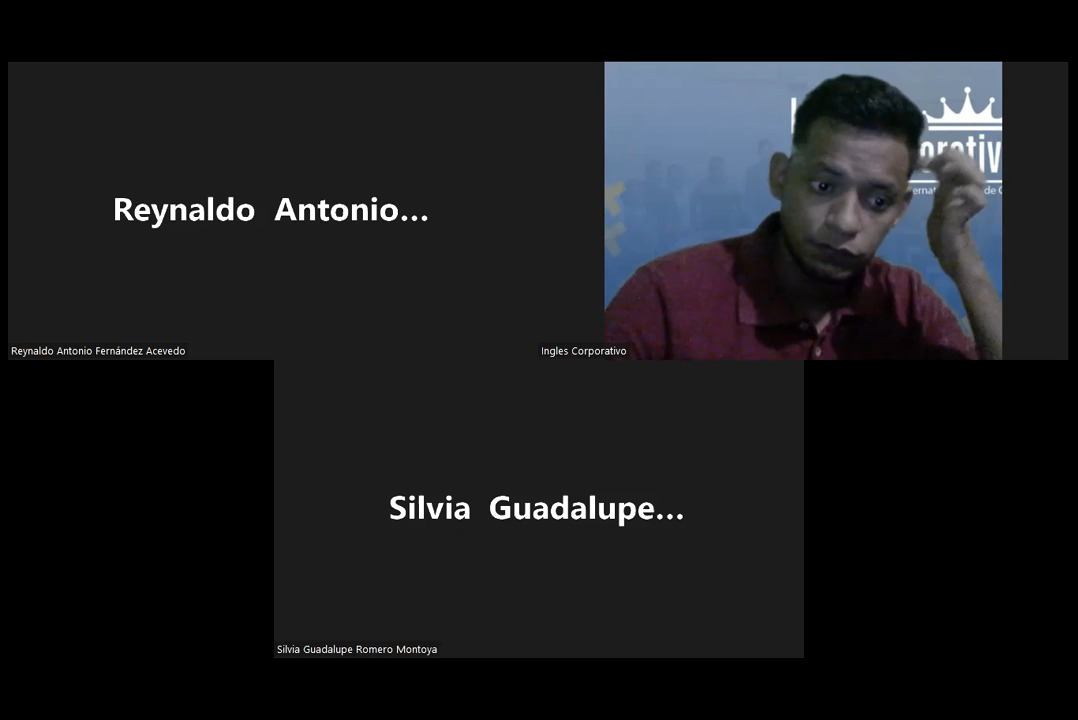 Reynaldo Antonio...
Reynaldo Antonio Fernández Acevedo
Ingles Corporativo
Silvia Guadalupe...
Silvia Guadalupe Romero Montoya